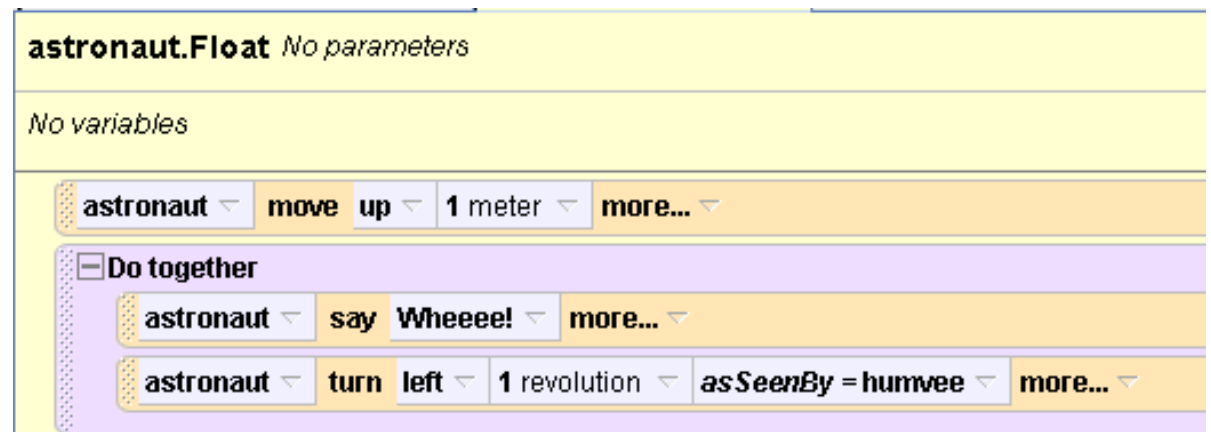 astronaut.Float No parameters
No variables
astronaut move up 1 meter more...
Do together
astronaut say Wheeee! more...
astronaut turn left 1 revolution asSeenBy = humvee more...